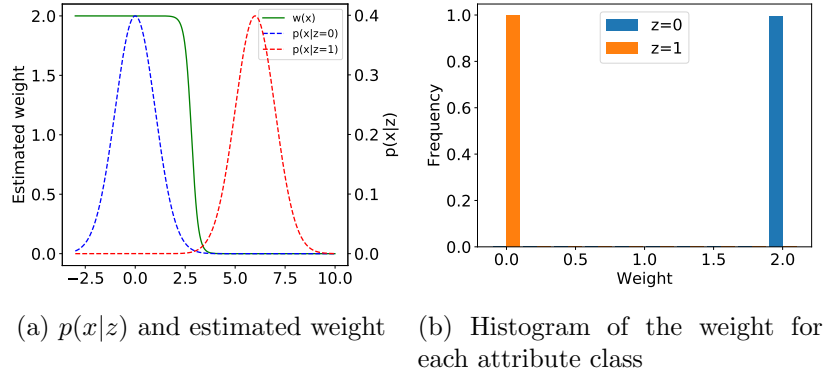 w(x)
p(x|z=0)
p(x|z=1)
Estimated weight
2.0
1.5
1.0
0.5
0.0
p(x|z)
0.4
0.3
0.2
0.1
0.0
−2.5 0.0 2.5 5.0 7.5 10.0
(a) p(x|z) and estimated weight
z=0
z=1
Frequency
1.0
0.8
0.6
0.4
0.2
0.0
0.0 0.5 1.0 1.5 2.0
Weight
(b) Histogram of the weight for
each attribute class